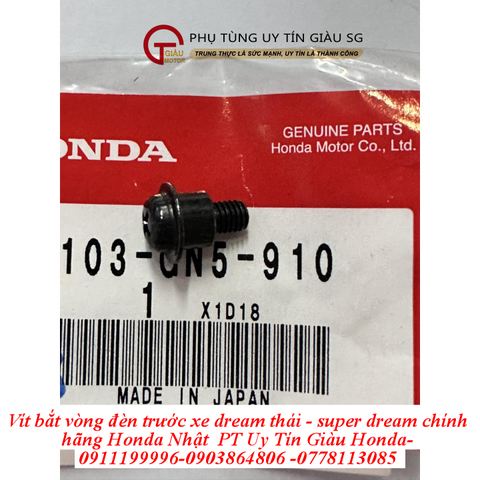 PHỤ TÙNG UY TÍN GIÀU SG
GIÀU
MOTOR
TRUNG THỰC LÀ SỨC MẠNH, UY TÍN LÀ THÀNH CÔNG
GENUINE PARTS
Honda Motor Co., Ltd.
ONDA
103-GN5-910
1
X1D18
MADE IN JAPAN
Vít bắt vòng đèn trước xe dream thái - super dream chính
hãng Honda Nhật PT Uy Tín Giàu Honda-
0911199996-0903864806 -0778113085